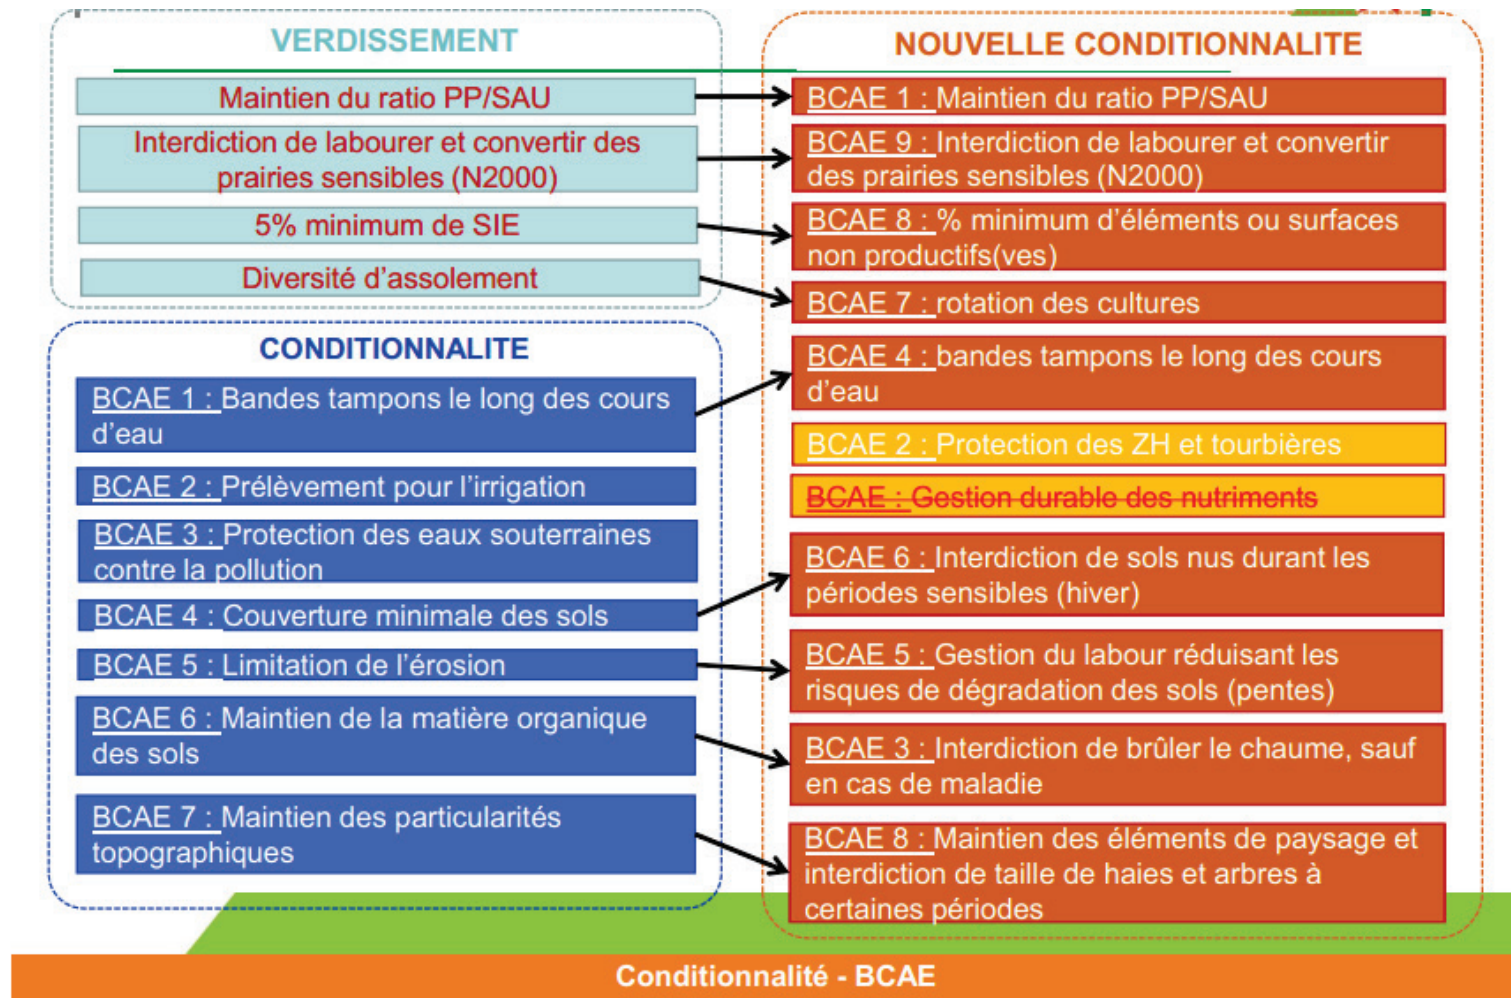 VERDISSEMENT
Maintien du ratio PP/SAU
Interdiction de labourer et convertir des
prairies sensibles (N2000)
5% minimum de SIE
Diversité d'assolement
CONDITIONNALITE
BCAE 1 : Bandes tampons le long des cours
d'eau
BCAE 2 : Prélèvement pour l'irrigation
BCAE 3 : Protection des eaux souterraines
contre la pollution
BCAE 4 : Couverture minimale des sols
BCAE 5 : Limitation de l'érosion
BCAE 6 : Maintien de la matière organique
des sols
BCAE 7 : Maintien des particularités
topographiques
NOUVELLE CONDITIONNALITE
BCAE 1 : Maintien du ratio PP/SAU
BCAE 9 : Interdiction de labourer et convertir
des prairies sensibles (N2000)
BCAE 8 : % minimum d'éléments ou surfaces
non productifs(ves)
BCAE 7 : rotation des cultures
BCAE 4 : bandes tampons le long des cours
d'eau
BCAE 2 : Protection des ZH et tourbières
BCAE : Gestion durable des nutriments
BCAE 6 : Interdiction de sols nus durant les
périodes sensibles (hiver)
BCAE 5 : Gestion du labour réduisant les
risques de dégradation des sols (pentes)
BCAE 3 : Interdiction de brûler le chaume, sauf
en cas de maladie
BCAE 8 : Maintien des éléments de paysage et
interdiction de taille de haies et arbres à
certaines périodes
Conditionnalité - BCAE